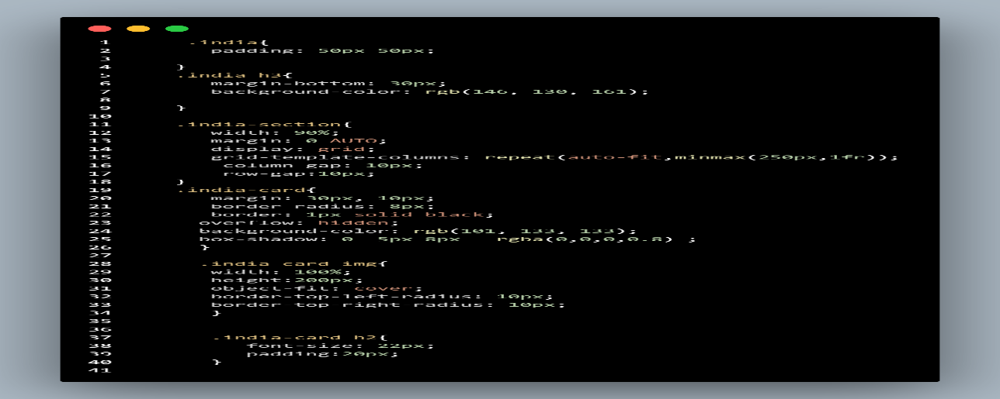 1 .india{
2 padding: 50px 50px;
3
4 }
5 .india h3{
6 margin-bottom: 30px;
7 background-color: rgb(146, 130, 161);
8
9 }
10
11 .india-section{
12 width: 90%;
13 margin: 0 AUTO;
14 display: grid;
15 grid-template-columns: repeat(auto-fit,minmax(250px,1fr));
16 column-gap: 10px;
17 row-gap:10px;
18 }
19 .india-card{
20 margin: 30px, 10px;
21 border-radius: 8px;
22 border: 1px solid black;
23 overflow: hidden;
24 background-color: rgb(101, 133, 133);
25 box-shadow: 0 5px 8px rgba(0,0,0,0.8) ;
26 }
27
28 .india-card img{
29 width: 100%;
30 height:200px;
31 object-fit: cover;
32 border-top-left-radius: 10px;
33 border-top-right-radius: 10px;
34 }
35
36
37 .india-card h2{
38 font-size: 22px;
39 padding:20px;
40 }
41